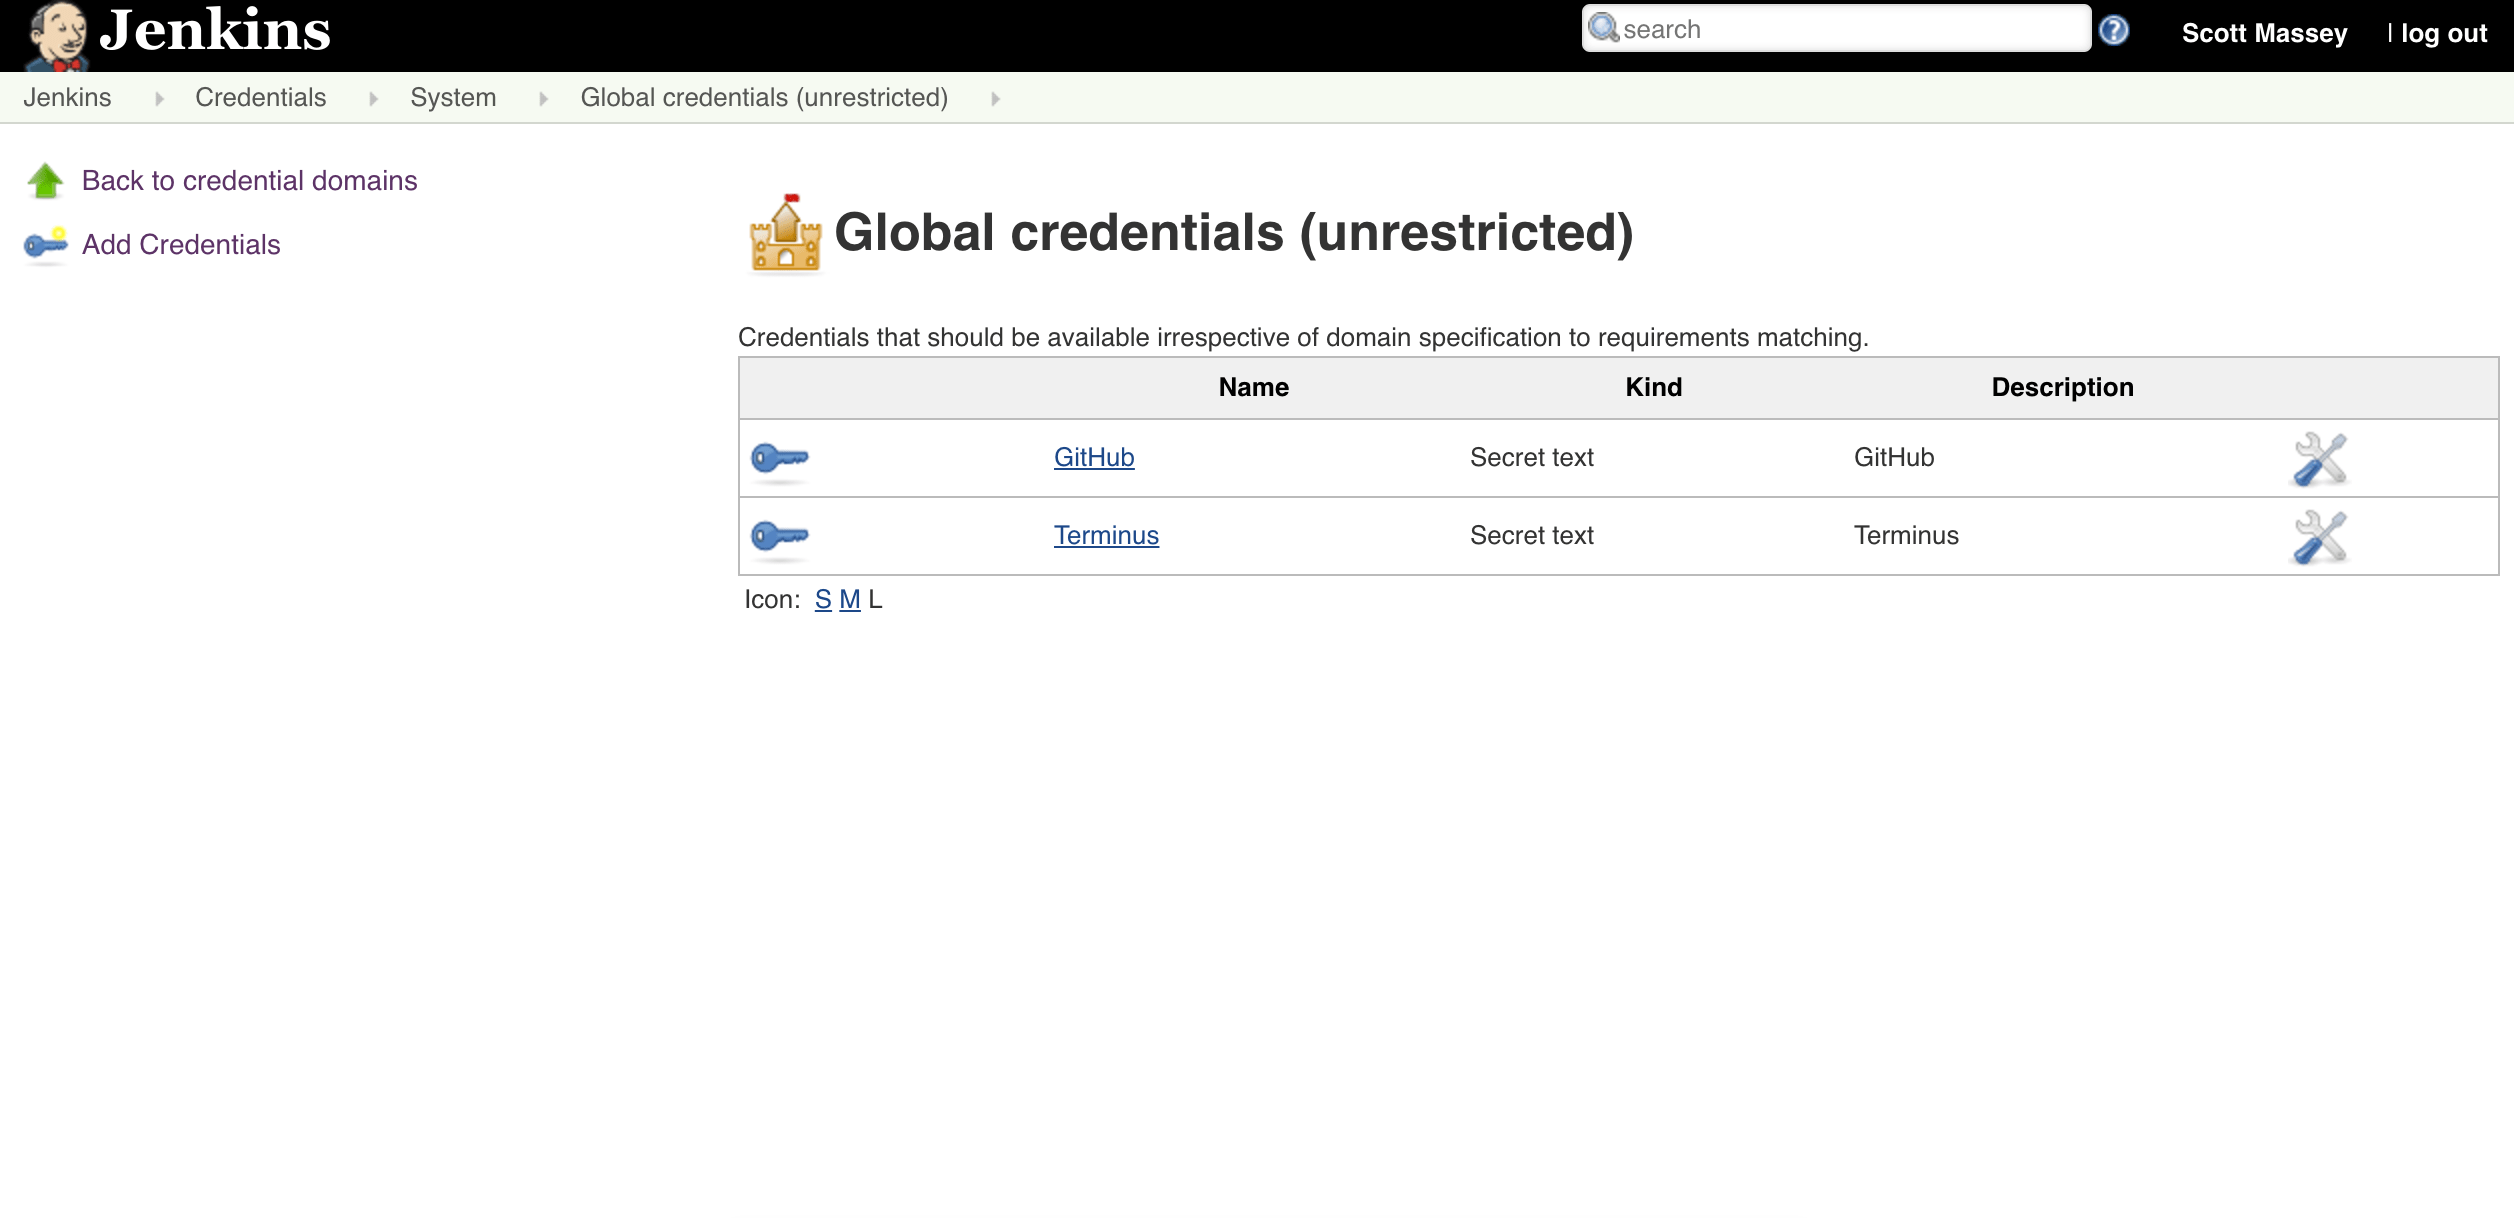 Jenkins
search
Scott Massey | log out
Jenkins Credentials System Global credentials (unrestricted)
Back to credential domains
Add Credentials
Global credentials (unrestricted)
Credentials that should be available irrespective of domain specification to requirements matching.
Name Kind Description
GitHub Secret text GitHub
Terminus Secret text Terminus
Icon: S M L